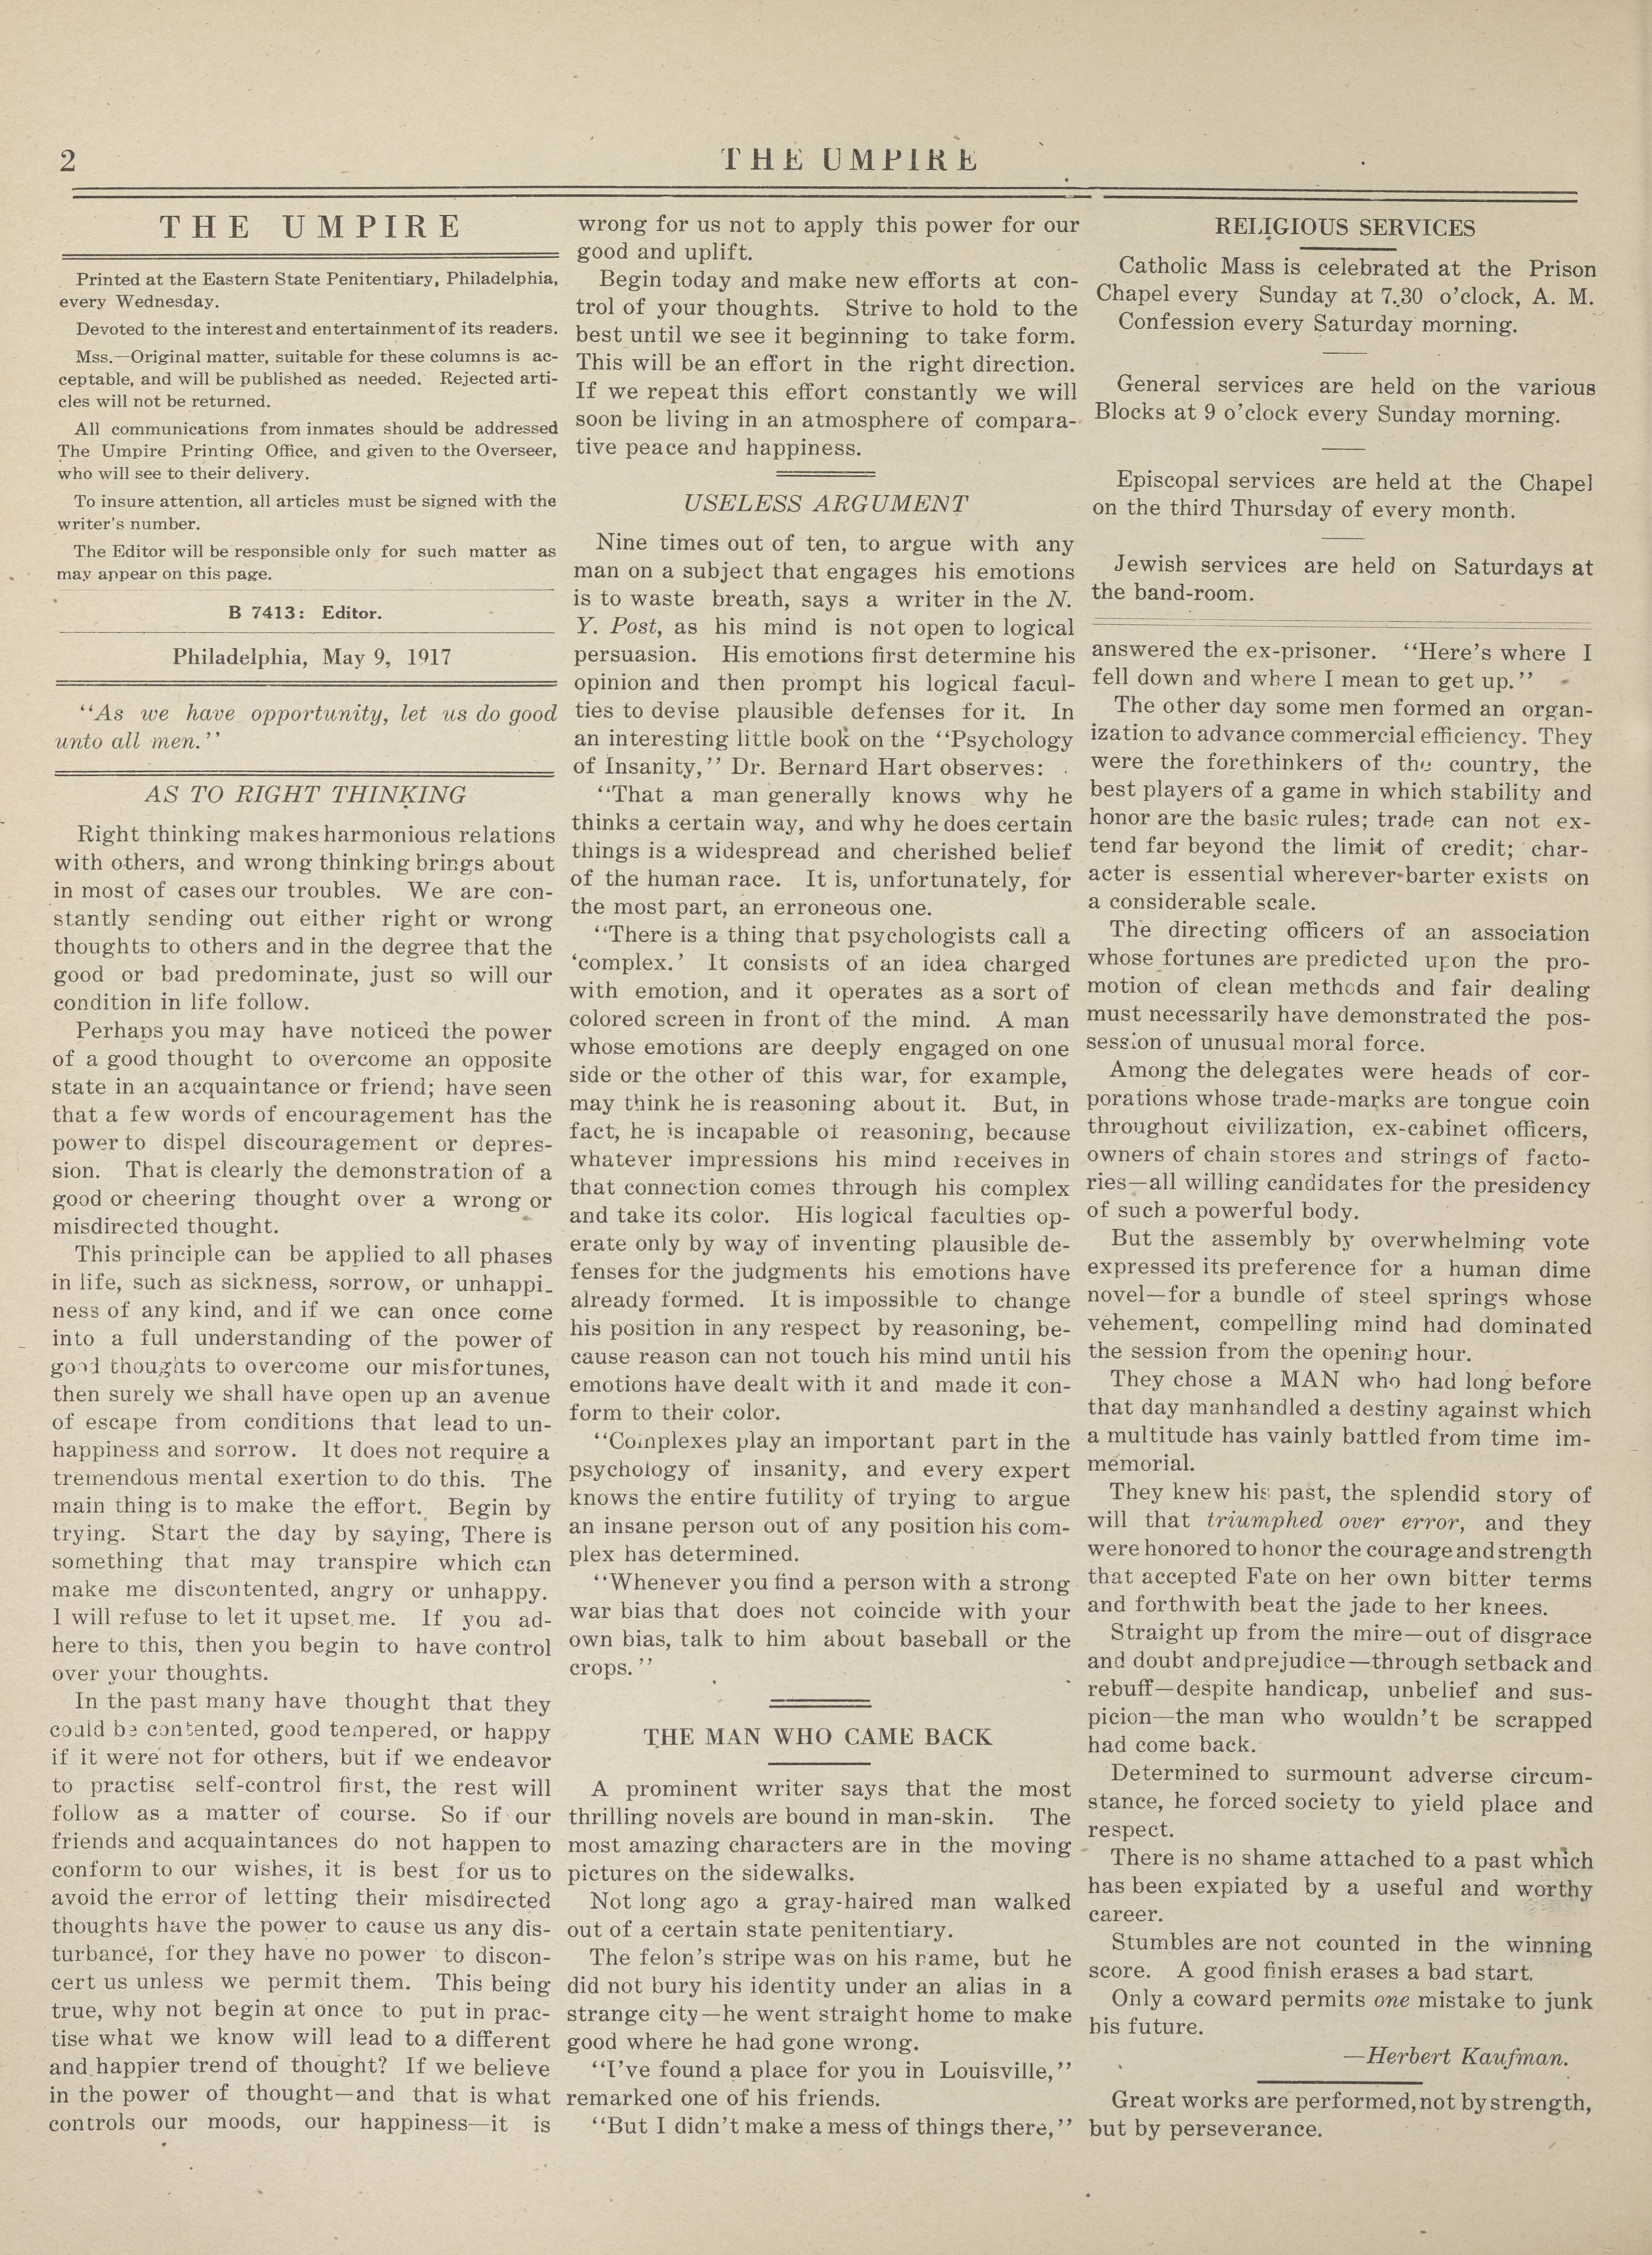 2
THE UMPIRE
THE UMPIRE
Printed at the Eastern State Penitentiary, Philadelphia,
every Wednesday.
Devoted to the interest and entertainment of its readers.
Mss.—Original matter, suitable for these columns is ac-
ceptable, and will be published as needed. Rejected arti-
cles will not be returned.
All communications from inmates should be addressed
The Umpire Printing Office, and given to the Overseer,
who will see to their delivery.
To insure attention, all articles must be signed with the
writer's number.
The Editor will be responsible only for such matter as
may appear on this page.
B 7413: Editor.
Philadelphia, May 9, 1917
"As we have opportunity, let us do good
unto all men."
AS TO RIGHT THINKING
Right thinking makes harmonious relations
with others, and wrong thinking brings about
in most of cases our troubles. We are con-
stantly sending out either right or wrong
thoughts to others and in the degree that the
good or bad predominate, just so will our
condition in life follow.
Perhaps you may have noticed the power
of a good thought to overcome an opposite
state in an acquaintance or friend; have seen
that a few words of encouragement has the
power to dispel discouragement or depres-
sion. That is clearly the demonstration of a
good or cheering thought over a wrong or
misdirected thought.
This principle can be applied to all phases
in life, such as sickness, sorrow, or unhappi-
ness of any kind, and if we can once come
into a full understanding of the power of
good thoughts to overcome our misfortunes,
then surely we shall have open up an avenue
of escape from conditions that lead to un-
happiness and sorrow. It does not require a
tremendous mental exertion to do this. The
main thing is to make the effort. Begin by
trying. Start the day by saying, There is
something that may transpire which can
make me discontented, angry or unhappy.
I will refuse to let it upset me. If you ad-
here to this, then you begin to have control
over your thoughts.
In the past many have thought that they
could be contented, good tempered, or happy
if it were not for others, but if we endeavor
to practise self-control first, the rest will
follow as a matter of course. So if our
friends and acquaintances do not happen to
conform to our wishes, it is best for us to
avoid the error of letting their misdirected
thoughts have the power to cause us any dis-
turbance, for they have no power to discon-
cert us unless we permit them. This being
true, why not begin at once to put in prac-
tise what we know will lead to a different
and happier trend of thought? If we believe
in the power of thought—and that is what
controls our moods, our happiness—it is
wrong for us not to apply this power for our
good and uplift.
Begin today and make new efforts at con-
trol of your thoughts. Strive to hold to the
best until we see it beginning to take form.
This will be an effort in the right direction.
If we repeat this effort constantly we will
soon be living in an atmosphere of compara-
tive peace and happiness.
USELESS ARGUMENT
Nine times out of ten, to argue with any
man on a subject that engages his emotions
is to waste breath, says a writer in the N.
Y. Post, as his mind is not open to logical
persuasion. His emotions first determine his
opinion and then prompt his logical facul-
ties to devise plausible defenses for it. In
an interesting little book on the "Psychology
of Insanity," Dr. Bernard Hart observes:
"That a man generally knows why he
thinks a certain way, and why he does certain
things is a widespread and cherished belief
of the human race. It is, unfortunately, for
the most part, an erroneous one.
"There is a thing that psychologists call a
'complex.' It consists of an idea charged
with emotion, and it operates as a sort of
colored screen in front of the mind. A man
whose emotions are deeply engaged on one
side or the other of this war, for example,
may think he is reasoning about it. But, in
fact, he is incapable of reasoning, because
whatever impressions his mind receives in
that connection comes through his complex
and take its color. His logical faculties op-
erate only by way of inventing plausible de-
fenses for the judgments his emotions have
already formed. It is impossible to change
his position in any respect by reasoning, be-
cause reason can not touch his mind until his
emotions have dealt with it and made it con-
form to their color.
"Complexes play an important part in the
psychology of insanity, and every expert
knows the entire futility of trying to argue
an insane person out of any position his com-
plex has determined.
"Whenever you find a person with a strong
war bias that does not coincide with your
own bias, talk to him about baseball or the
crops."
THE MAN WHO CAME BACK
A prominent writer says that the most
thrilling novels are bound in man-skin. The
most amazing characters are in the moving
pictures on the sidewalks.
Not long ago a gray-haired man walked
out of a certain state penitentiary.
The felon's stripe was on his name, but he
did not bury his identity under an alias in a
strange city—he went straight home to make
good where he had gone wrong.
"I've found a place for you in Louisville,"
remarked one of his friends.
"But I didn't make a mess of things there,"
RELIGIOUS SERVICES
Catholic Mass is celebrated at the Prison
Chapel every Sunday at 7.30 o'clock, A. M.
Confession every Saturday morning.
General services are held on the various
Blocks at 9 o'clock every Sunday morning.
Episcopal services are held at the Chapel
on the third Thursday of every month.
Jewish services are held on Saturdays at
the band-room.
answered the ex-prisoner. "Here's where I
fell down and where I mean to get up."
The other day some men formed an organ-
ization to advance commercial efficiency. They
were the forethinkers of the country, the
best players of a game in which stability and
honor are the basic rules; trade can not ex-
tend far beyond the limit of credit; char-
acter is essential wherever barter exists on
a considerable scale.
The directing officers of an association
whose fortunes are predicted upon the pro-
motion of clean methods and fair dealing
must necessarily have demonstrated the pos-
session of unusual moral force.
Among the delegates were heads of cor-
porations whose trade-marks are tongue coin
throughout civilization, ex-cabinet officers,
owners of chain stores and strings of facto-
ries—all willing candidates for the presidency
of such a powerful body.
But the assembly by overwhelming vote
expressed its preference for a human dime
novel—for a bundle of steel springs whose
vehement, compelling mind had dominated
the session from the opening hour.
They chose a MAN who had long before
that day manhandled a destiny against which
a multitude has vainly battled from time im-
memorial.
They knew his past, the splendid story of
will that triumphed over error, and they
were honored to honor the courage and strength
that accepted Fate on her own bitter terms
and forthwith beat the jade to her knees.
Straight up from the mire—out of disgrace
and doubt and prejudice—through setback and
rebuff—despite handicap, unbelief and sus-
picion—the man who wouldn't be scrapped
had come back.
Determined to surmount adverse circum-
stance, he forced society to yield place and
respect.
There is no shame attached to a past which
has been expiated by a useful and worthy
career.
Stumbles are not counted in the winning
score. A good finish erases a bad start.
Only a coward permits one mistake to junk
his future.
—Herbert Kaufman.
Great works are performed, not by strength,
but by perseverance.